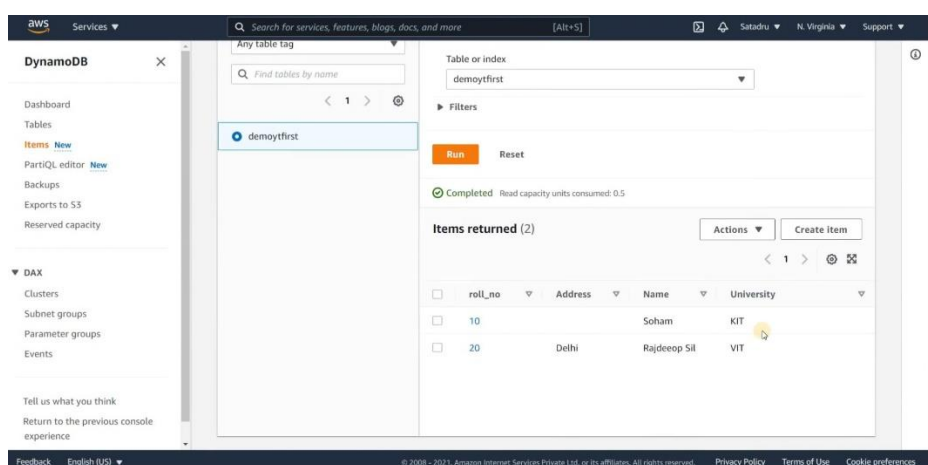 aws Services ▼ Search for services, features, blogs, docs, and more [Alt+S] Satadru ▼ N. Virginia ▼ Support ▼
DynamoDB
Dashboard
Tables
Items New
PartiQL editor New
Backups
Exports to S3
Reserved capacity
▼ DAX
Clusters
Subnet groups
Parameter groups
Events
Tell us what you think
Return to the previous console
experience
Any table tag
Find tables by name
< 1 >
demoytfirst
Table or index
demoytfirst
▶ Filters
Run Reset
Completed Read capacity units consumed: 0.5
Items returned (2) Actions ▼ Create item
< 1 >
roll_no Address Name University
10 Soham KIT
20 Delhi Rajdeeop Sil VIT
Feedback English (US) ▼ © 2008 - 2021, Amazon Internet Services Private Ltd. or its affiliates. All rights reserved. Privacy Policy Terms of Use Cookie preferences